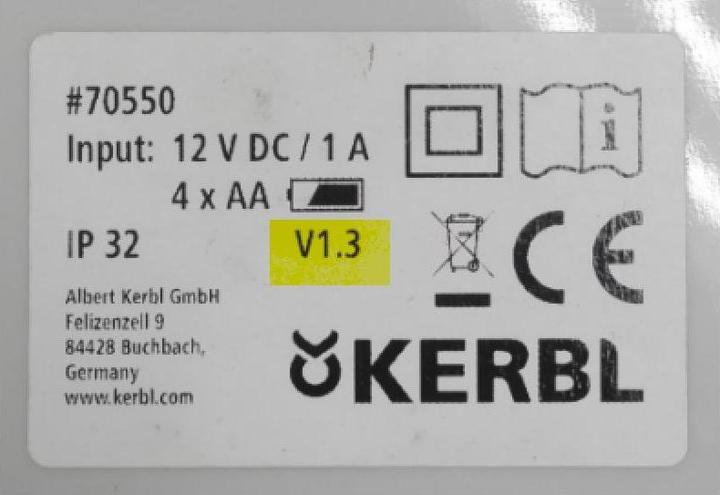 #70550
Input: 12 V DC / 1 A
4 x AA
IP 32 V1.3
Albert Kerbl GmbH
Felizenzell 9
84428 Buchbach,
Germany
www.kerbl.com
i
CE
KERBL